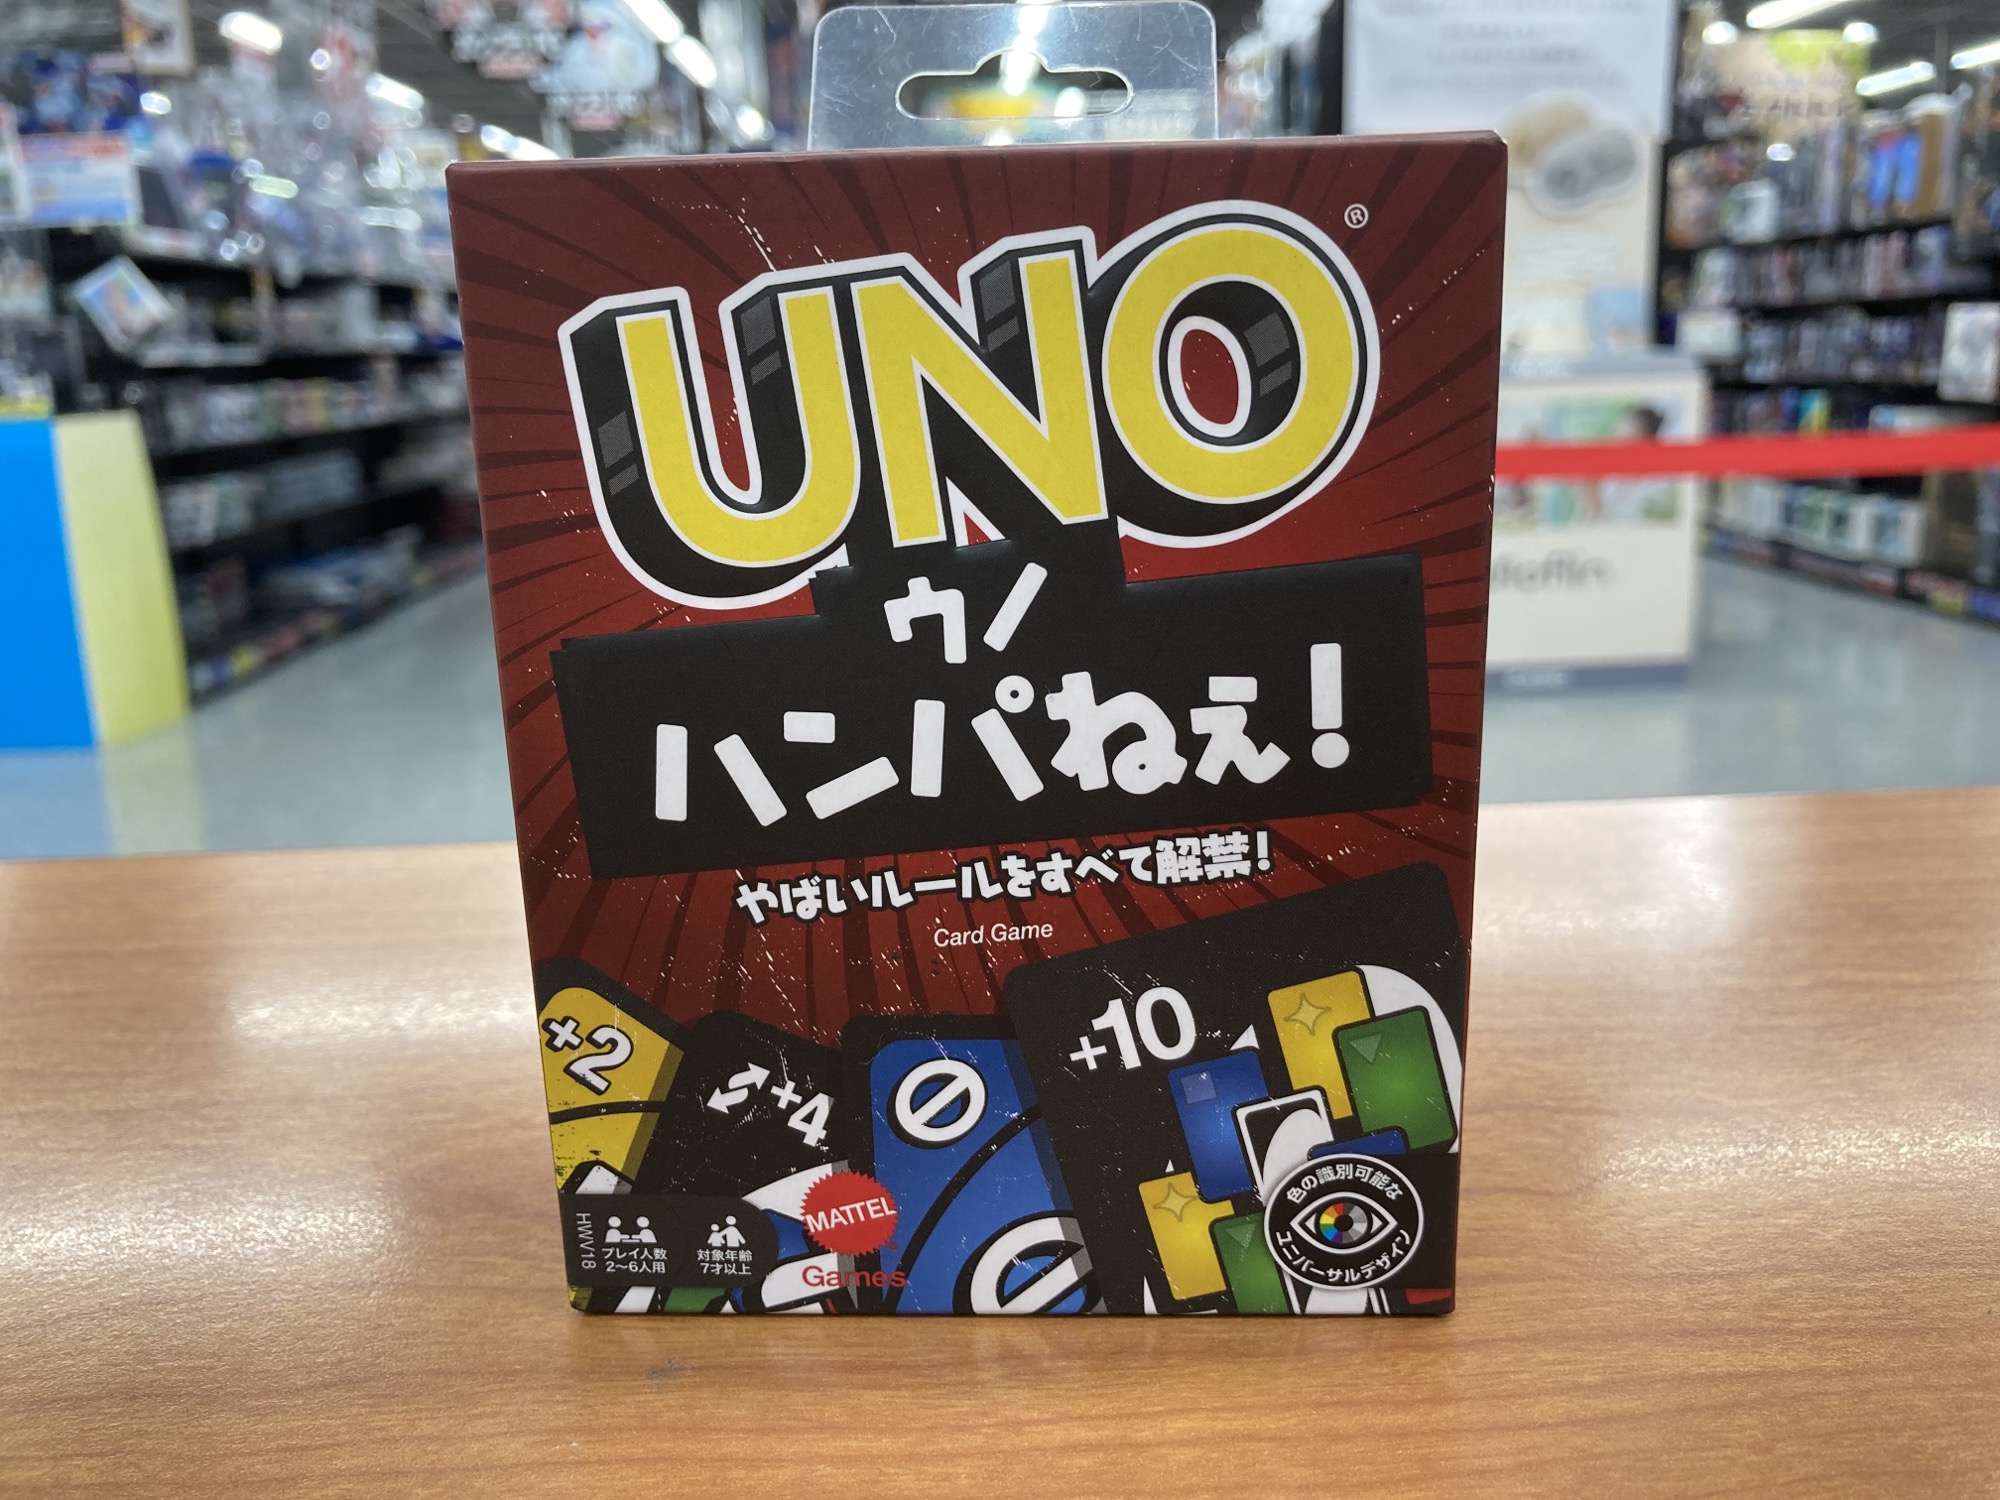 UNO®
ウノ
ハンパねぇ!
やばいルールをすべて解禁!
Card Game
×2
+4
+10
HWV18
プレイ人数
2〜6人用
対象年齢
7才以上
MATTEL
Games
色の識別可能な
ユニバーサルデザイン